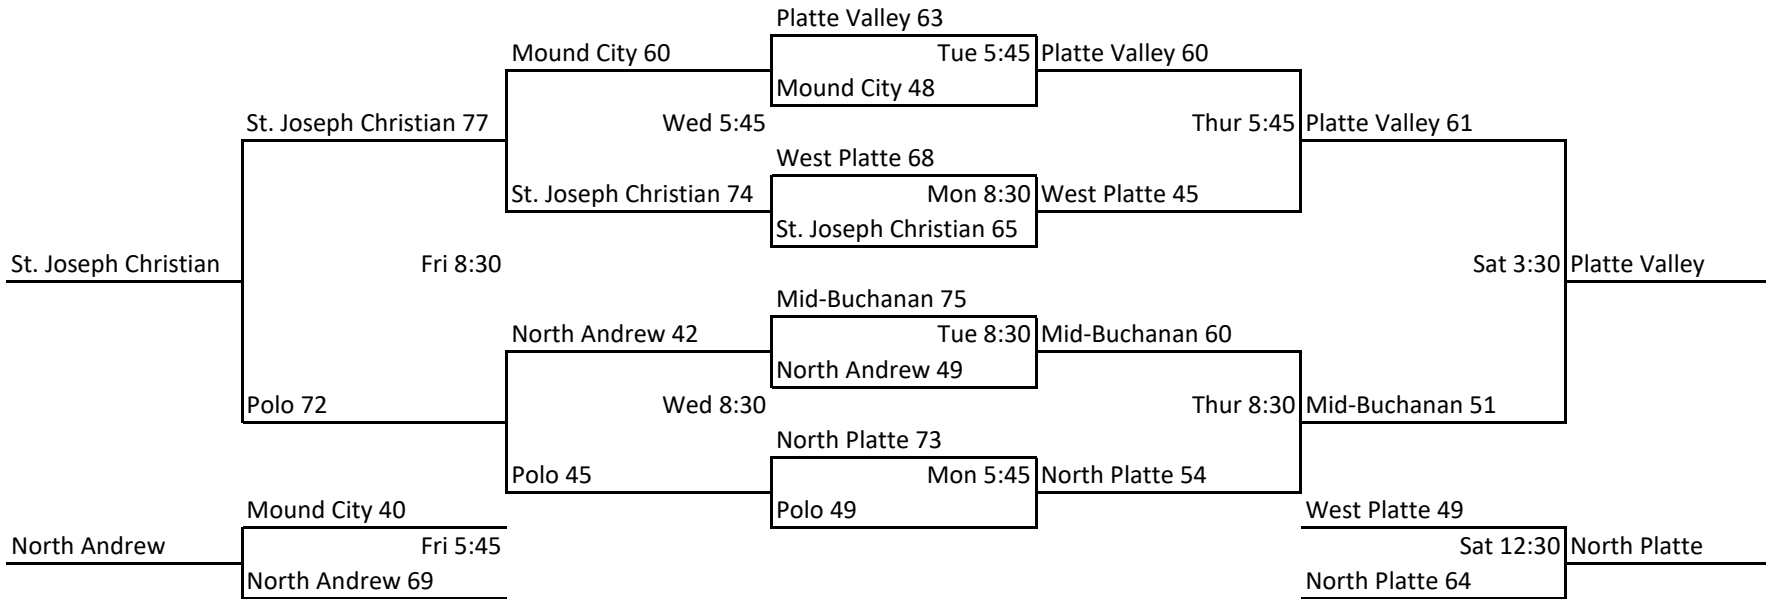 Platte Valley 63
Mound City 60
Tue 5:45 Platte Valley 60
Mound City 48
St. Joseph Christian 77
Wed 5:45
Thur 5:45 Platte Valley 61
West Platte 68
St. Joseph Christian 74
Mon 8:30 West Platte 45
St. Joseph Christian 65
St. Joseph Christian
Fri 8:30
Sat 3:30 Platte Valley
Mid-Buchanan 75
North Andrew 42
Tue 8:30 Mid-Buchanan 60
North Andrew 49
Polo 72
Wed 8:30
Thur 8:30 Mid-Buchanan 51
North Platte 73
Polo 45
Mon 5:45 North Platte 54
Mound City 40
Polo 49
West Platte 49
North Andrew
Fri 5:45
Sat 12:30 North Platte
North Andrew 69
North Platte 64